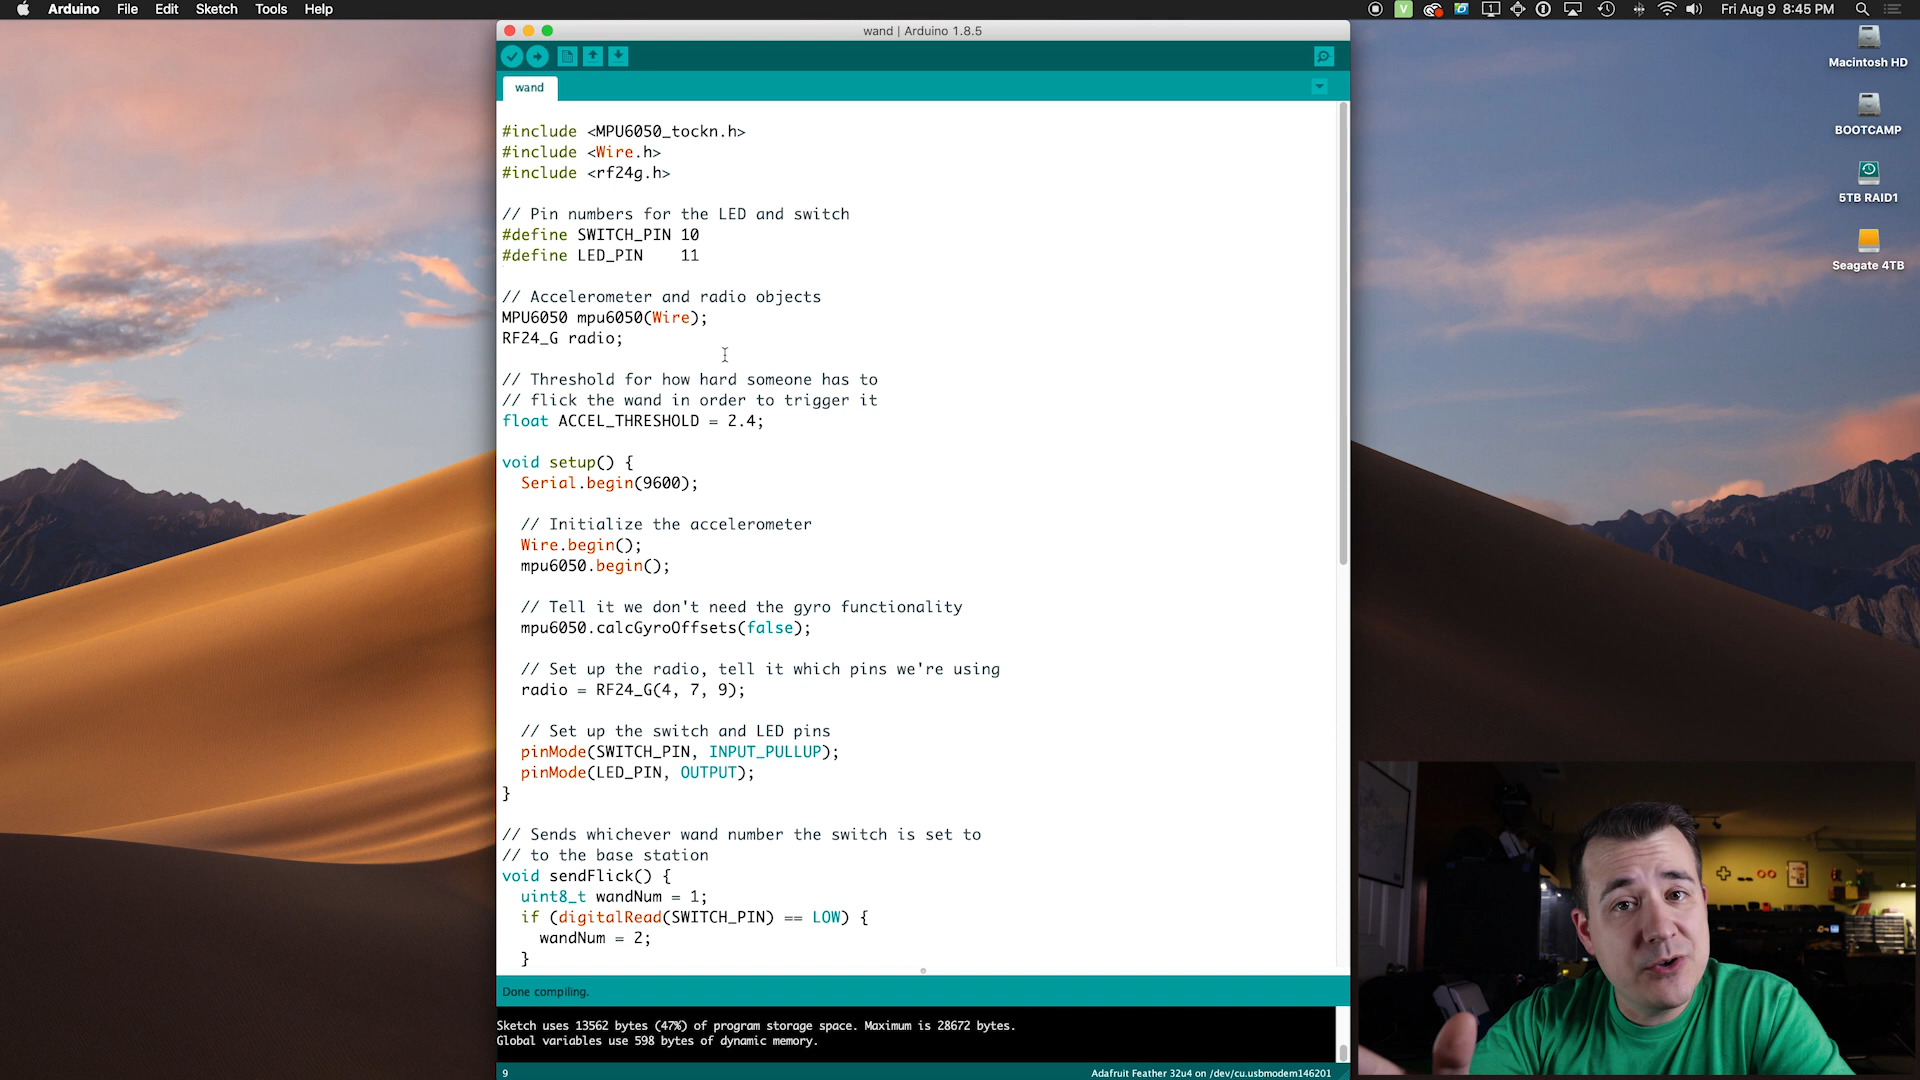 Arduino File Edit Sketch Tools Help
V 1 Fri Aug 9 8:45 PM
wand | Arduino 1.8.5
wand
#include <MPU6050_tockn.h>
#include <Wire.h>
#include <rf24g.h>
// Pin numbers for the LED and switch
#define SWITCH_PIN 10
#define LED_PIN 11
// Accelerometer and radio objects
MPU6050 mpu6050(Wire);
RF24_G radio;
// Threshold for how hard someone has to
// flick the wand in order to trigger it
float ACCEL_THRESHOLD = 2.4;
void setup() {
Serial.begin(9600);
// Initialize the accelerometer
Wire.begin();
mpu6050.begin();
// Tell it we don't need the gyro functionality
mpu6050.calcGyroOffsets(false);
// Set up the radio, tell it which pins we're using
radio = RF24_G(4, 7, 9);
// Set up the switch and LED pins
pinMode(SWITCH_PIN, INPUT_PULLUP);
pinMode(LED_PIN, OUTPUT);
}
// Sends whichever wand number the switch is set to
// to the base station
void sendFlick() {
uint8_t wandNum = 1;
if (digitalRead(SWITCH_PIN) == LOW) {
wandNum = 2;
}
Done compiling.
Sketch uses 13562 bytes (47%) of program storage space. Maximum is 28672 bytes.
Global variables use 598 bytes of dynamic memory.
9 Adafruit Feather 32u4 on /dev/cu.usbmodem146201
Macintosh HD
BOOTCAMP
5TB RAID1
Seagate 4TB